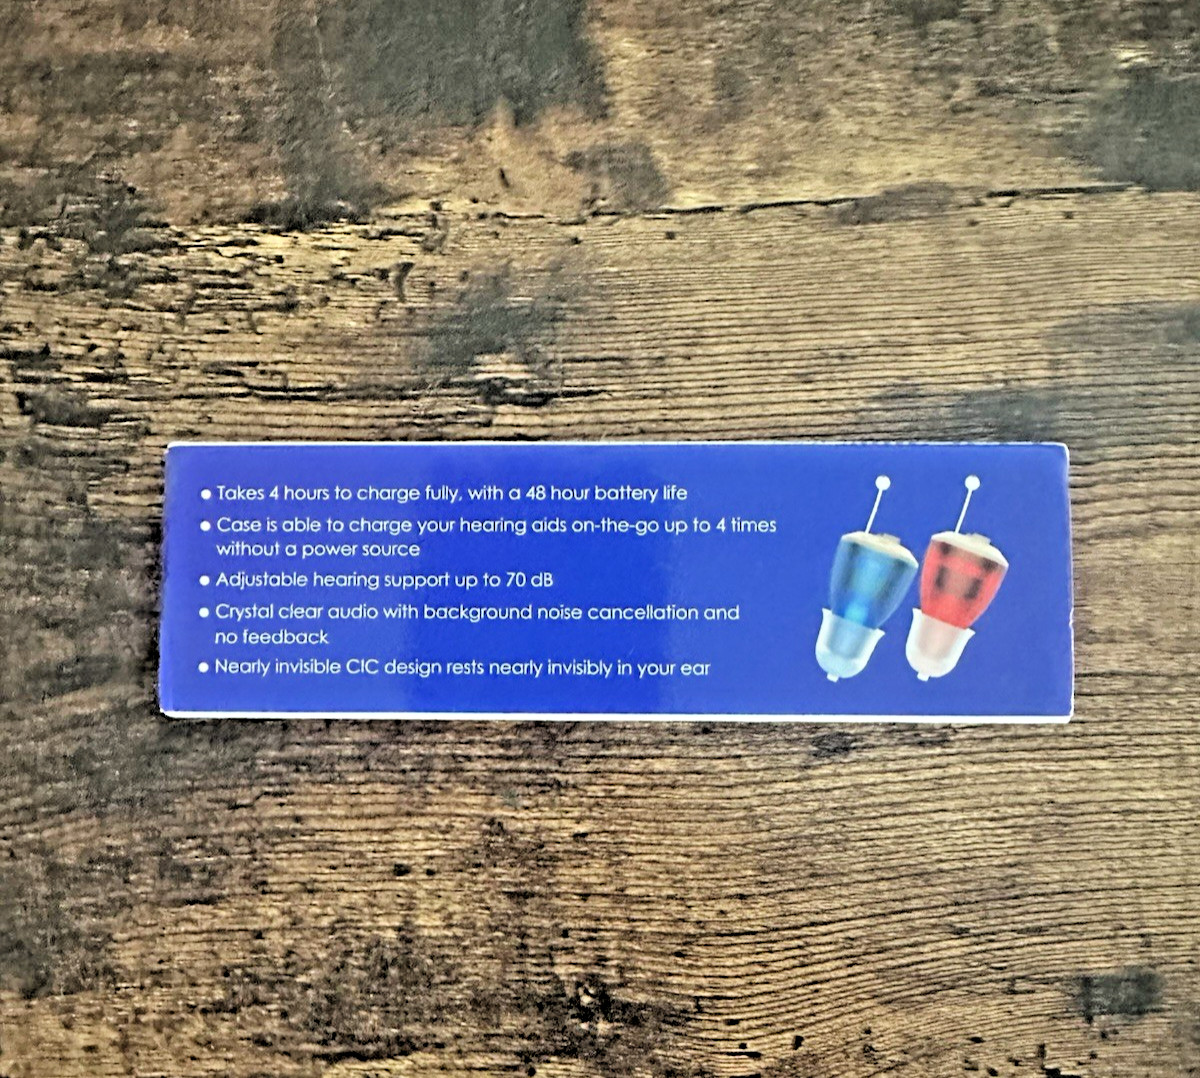 ● Takes 4 hours to charge fully, with a 48 hour battery life
● Case is able to charge your hearing aids on-the-go up to 4 times
without a power source
● Adjustable hearing support up to 70 dB
● Crystal clear audio with background noise cancellation and
no feedback
● Nearly invisible CIC design rests nearly invisibly in your ear